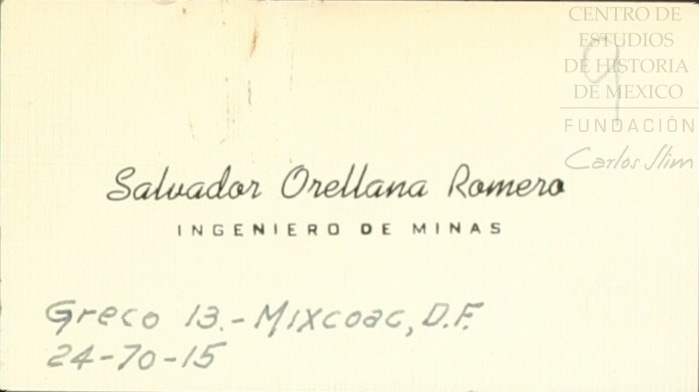 CENTRO DE
ESTUDIOS
DE HISTORIA
DE MEXICO
FUNDACIÓN
Carlos Slim
9
Salvador Orellana Romero
INGENIERO DE MINAS
Greco 13.- Mixcoac, D.F.
24-70-15